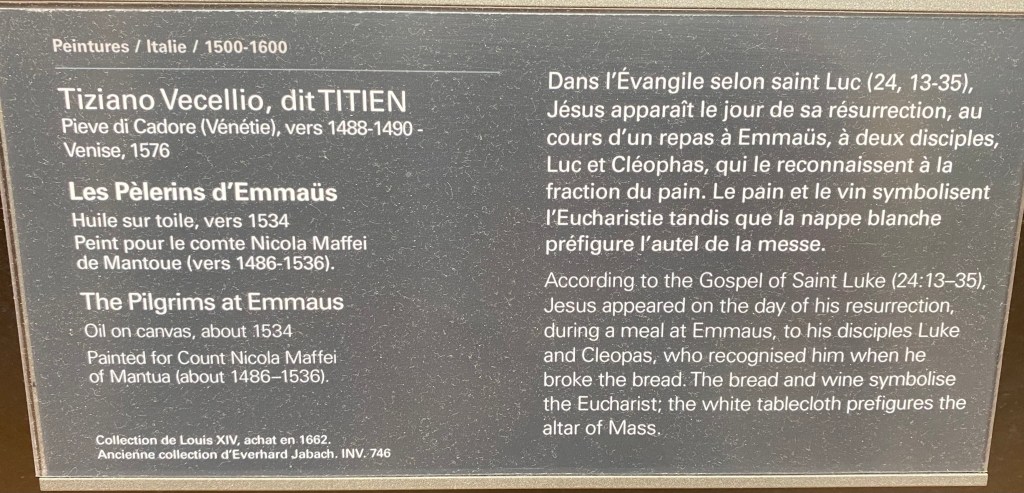 Peintures / Italie / 1500-1600
Tiziano Vecellio, dit TITIEN
Pieve di Cadore (Vénétie), vers 1488-1490 -
Venise, 1576
Les Pèlerins d'Emmaüs
Huile sur toile, vers 1534
Peint pour le comte Nicola Maffei
de Mantoue (vers 1486-1536).
The Pilgrims at Emmaus
Oil on canvas, about 1534
Painted for Count Nicola Maffei
of Mantua (about 1486–1536).
Collection de Louis XIV, achat en 1662.
Ancienne collection d'Everhard Jabach. INV. 746
Dans l'Évangile selon saint Luc (24, 13-35),
Jésus apparaît le jour de sa résurrection, au
cours d'un repas à Emmaüs, à deux disciples,
Luc et Cléophas, qui le reconnaissent à la
fraction du pain. Le pain et le vin symbolisent
l'Eucharistie tandis que la nappe blanche
préfigure l'autel de la messe.
According to the Gospel of Saint Luke (24:13–35),
Jesus appeared on the day of his resurrection,
during a meal at Emmaus, to his disciples Luke
and Cleopas, who recognised him when he
broke the bread. The bread and wine symbolise
the Eucharist; the white tablecloth prefigures the
altar of Mass.